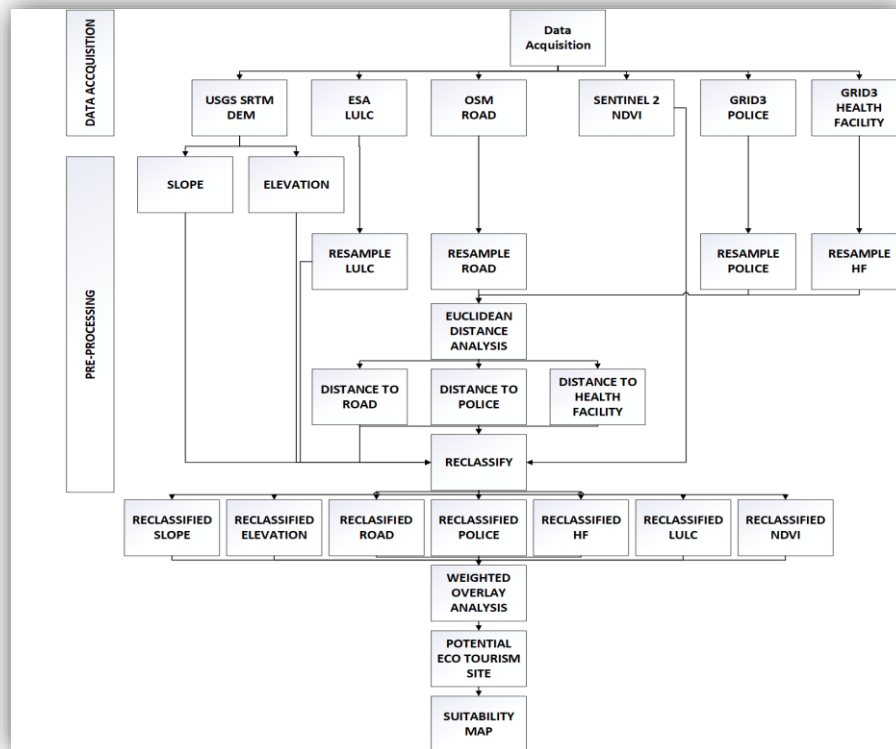 Data
Acquisition
DATA ACCQUISITION
USGS SRTM
DEM
ESA
LULC
OSM
ROAD
SENTINEL 2
NDVI
GRID3
POLICE
GRID3
HEALTH
FACILITY
PRE-PROCESSING
SLOPE
ELEVATION
RESAMPLE
LULC
RESAMPLE
ROAD
RESAMPLE
POLICE
RESAMPLE
HF
EUCLIDEAN
DISTANCE
ANALYSIS
DISTANCE TO
ROAD
DISTANCE TO
POLICE
DISTANCE TO
HEALTH
FACILITY
RECLASSIFY
RECLASSIFIED
SLOPE
RECLASSIFIED
ELEVATION
RECLASIFIED
ROAD
RECLASSIFIED
POLICE
RECLASSIFIED
HF
RECLASSIFIED
LULC
RECLASSIFIED
NDVI
WEIGHTED
OVERLAY
ANALYSIS
POTENTIAL
ECO TOURISM
SITE
SUITABILITY
MAP